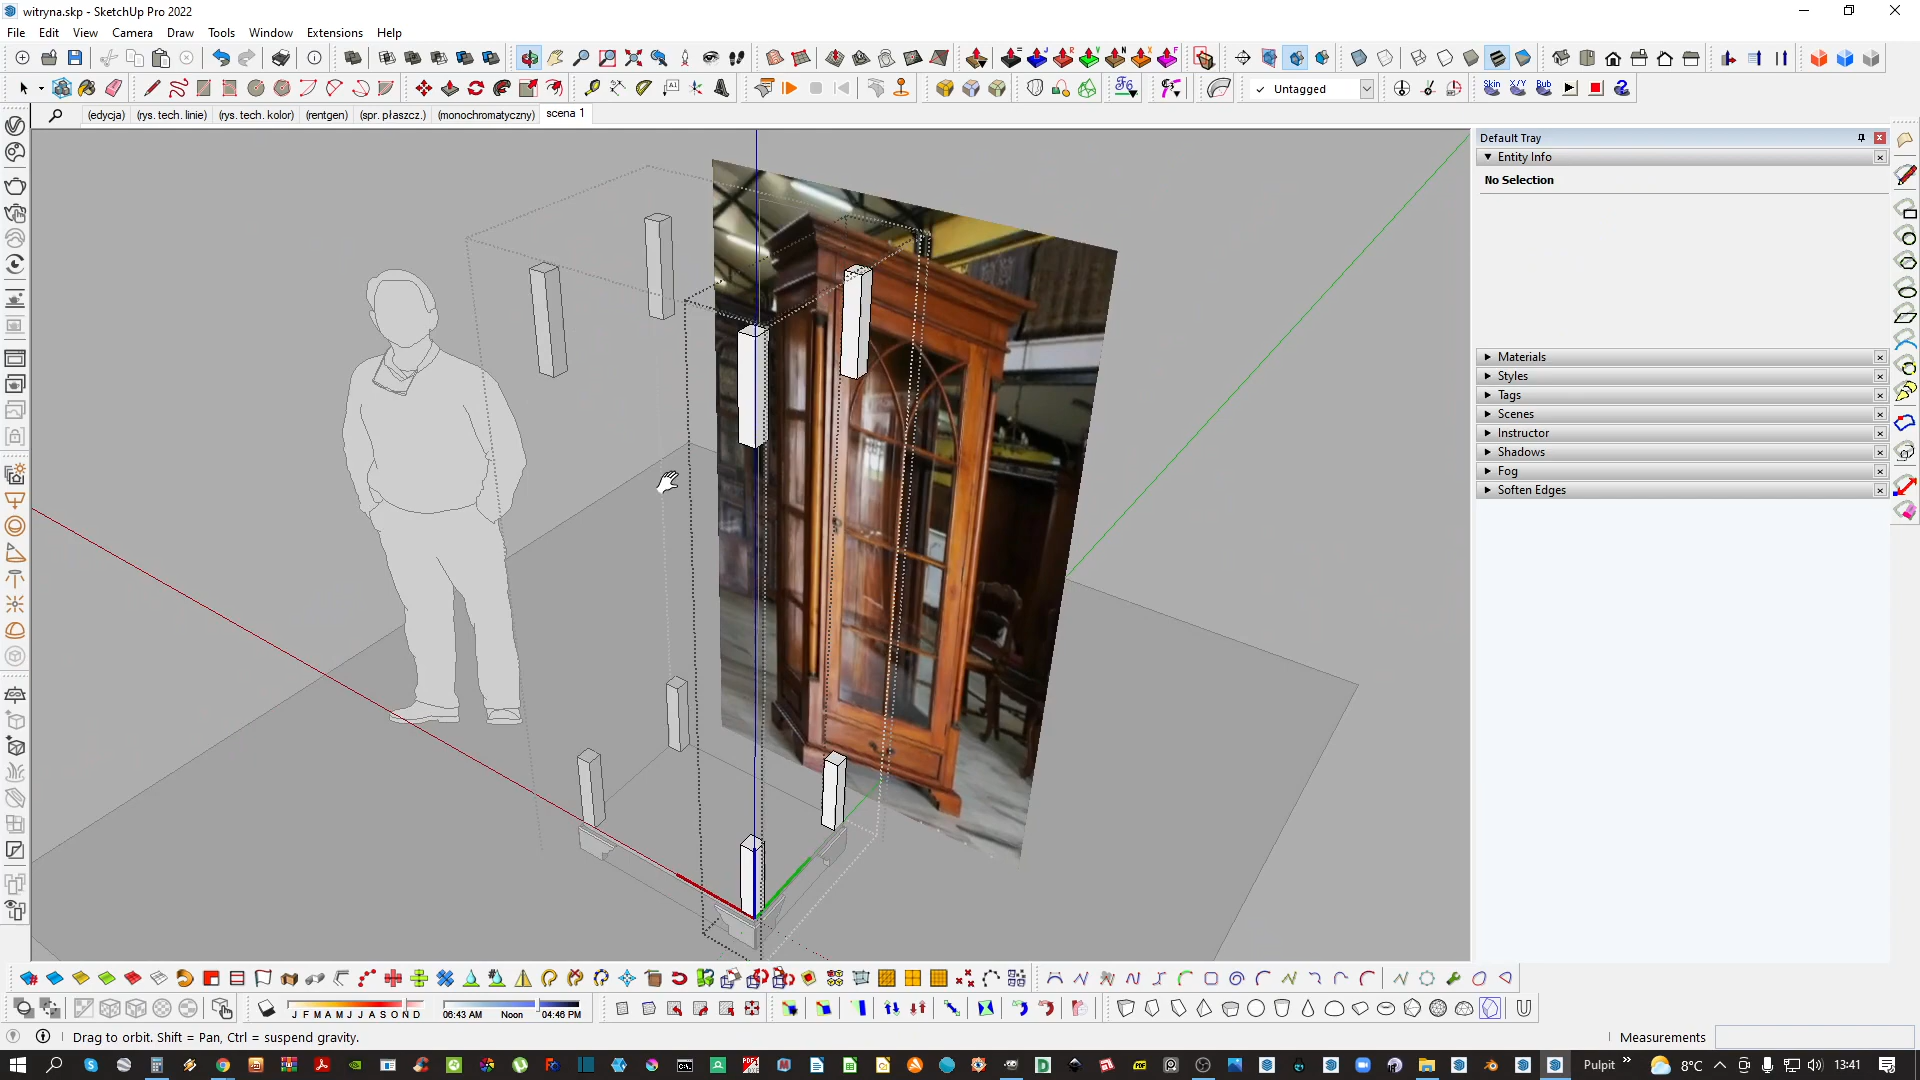 witryna.skp - SketchUp Pro 2022
File Edit View Camera Draw Tools Window Extensions Help
Untagged
Skin X/Y Bub
(edycja) (rys. tech. linie) (rys. tech. kolor) (rentgen) (spr. płaszcz.) (monochromatyczny) scena 1
Default Tray
Entity Info
No Selection
Materials
Styles
Tags
Scenes
Instructor
Shadows
Fog
Soften Edges
J F M A M J J A S O N D 06:43 AM Noon 04:46 PM
Drag to orbit. Shift = Pan, Ctrl = suspend gravity. Measurements
Pulpit 8°C 13:41